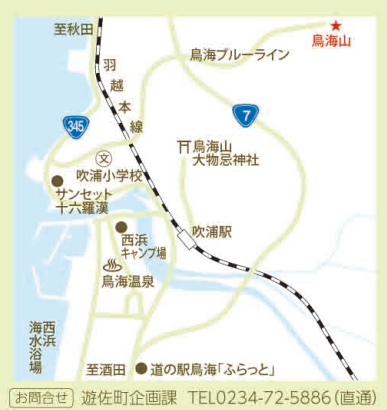 至秋田
鳥海山
鳥海ブルーライン
羽越本線
7
345
鳥海山
大物忌神社
文
吹浦小学校
サンセット
十六羅漢
吹浦駅
西浜
キャンプ場
鳥海温泉
西浜
海水浴場
至酒田
道の駅鳥海「ふらっと」
お問合せ 遊佐町企画課 TEL0234-72-5886(直通)